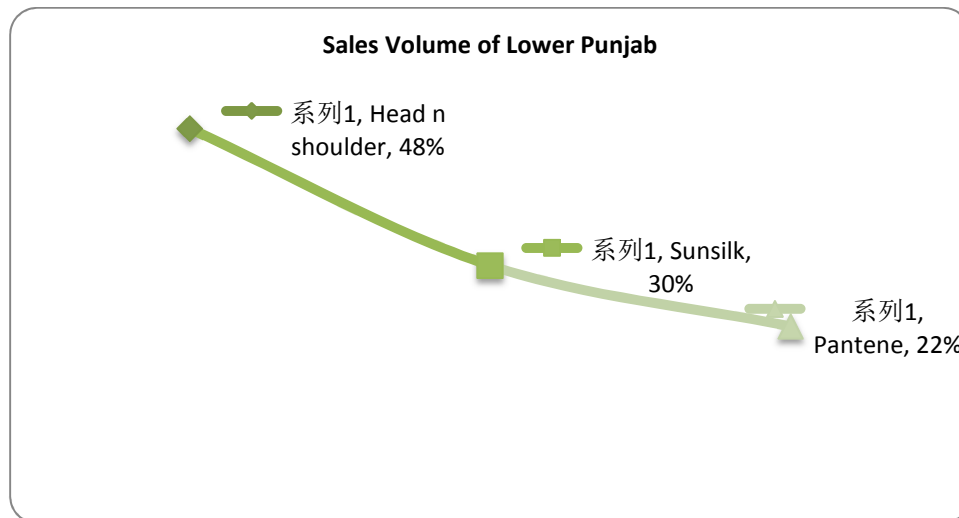 Sales Volume of Lower Punjab
系列1, Head n
shoulder, 48%
系列1, Sunsilk,
30%
系列1,
Pantene, 22%